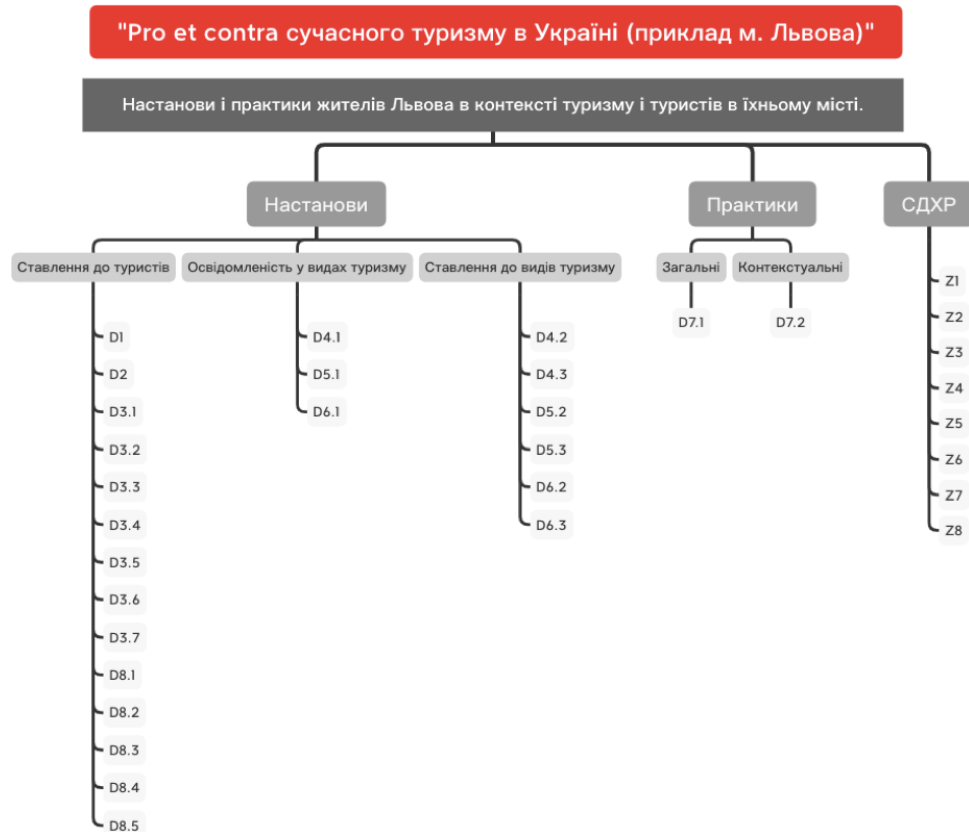 "Pro et contra сучасного туризму в Україні (приклад м. Львова)"
Настанови і практики жителів Львова в контексті туризму і туристів в їхньому місті.
Настанови
Практики
СДХР
Ставлення до туристів
Освідомленість у видах туризму
Ставлення до видів туризму
Загальні
Контекстуальні
D1
D2
D3.1
D3.2
D3.3
D3.4
D3.5
D3.6
D3.7
D8.1
D8.2
D8.3
D8.4
D8.5
D4.1
D5.1
D6.1
D4.2
D4.3
D5.2
D5.3
D6.2
D6.3
D7.1
D7.2
Z1
Z2
Z3
Z4
Z5
Z6
Z7
Z8